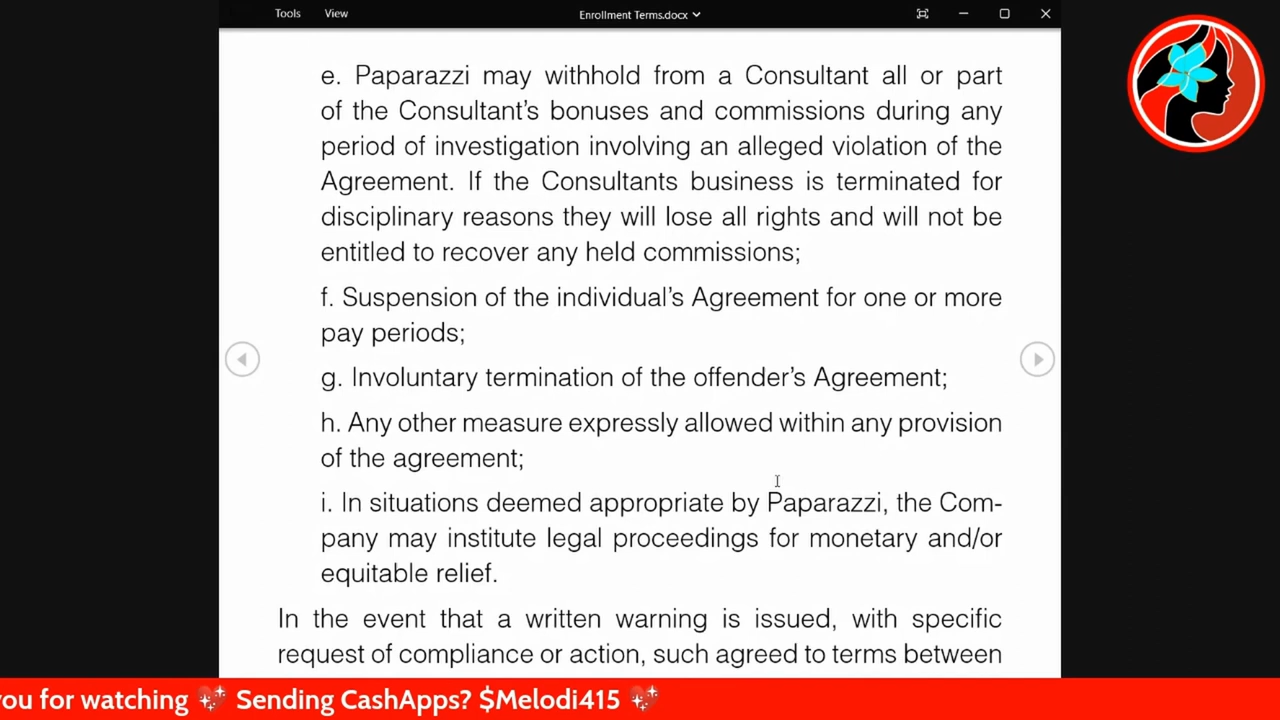 Tools View Enrollment Terms.docx
e. Paparazzi may withhold from a Consultant all or part
of the Consultant's bonuses and commissions during any
period of investigation involving an alleged violation of the
Agreement. If the Consultants business is terminated for
disciplinary reasons they will lose all rights and will not be
entitled to recover any held commissions;
f. Suspension of the individual's Agreement for one or more
pay periods;
g. Involuntary termination of the offender's Agreement;
h. Any other measure expressly allowed within any provision
of the agreement;
i. In situations deemed appropriate by Paparazzi, the Com-
pany may institute legal proceedings for monetary and/or
equitable relief.
In the event that a written warning is issued, with specific
request of compliance or action, such agreed to terms between
you for watching 💖 Sending CashApps? $Melodi415 💖